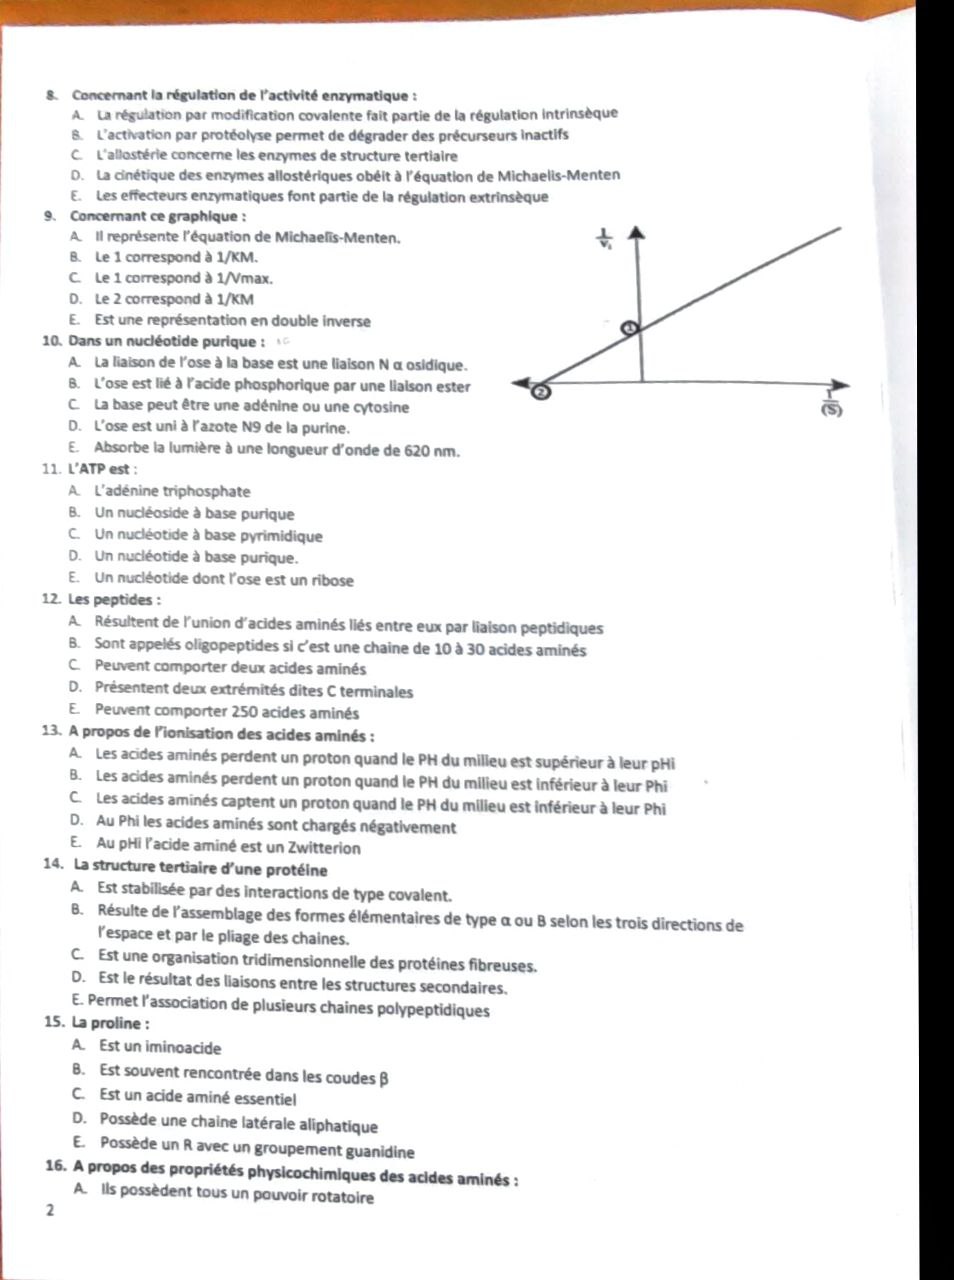 8. Concernant la régulation de l'activité enzymatique :
A. La régulation par modification covalente fait partie de la régulation intrinsèque
B. L'activation par protéolyse permet de dégrader des précurseurs inactifs
C. L'allostérie concerne les enzymes de structure tertiaire
D. La cinétique des enzymes allostériques obéit à l'équation de Michaelis-Menten
E. Les effecteurs enzymatiques font partie de la régulation extrinsèque
9. Concernant ce graphique :
A. Il représente l'équation de Michaelis-Menten.
B. Le 1 correspond à 1/KM.
C. Le 1 correspond à 1/Vmax.
D. Le 2 correspond à 1/KM
E. Est une représentation en double inverse
1
Vi
1
2
1
(S)
10. Dans un nucléotide purique :
A. La liaison de l'ose à la base est une liaison N α osidique.
B. L'ose est lié à l'acide phosphorique par une liaison ester
C. La base peut être une adénine ou une cytosine
D. L'ose est uni à l'azote N9 de la purine.
E. Absorbe la lumière à une longueur d'onde de 620 nm.
11. L'ATP est :
A. L'adénine triphosphate
B. Un nucléoside à base purique
C. Un nucléotide à base pyrimidique
D. Un nucléotide à base purique.
E. Un nucléotide dont l'ose est un ribose
12. Les peptides :
A. Résultent de l'union d'acides aminés liés entre eux par liaison peptidiques
B. Sont appelés oligopeptides si c'est une chaine de 10 à 30 acides aminés
C. Peuvent comporter deux acides aminés
D. Présentent deux extrémités dites C terminales
E. Peuvent comporter 250 acides aminés
13. A propos de l'ionisation des acides aminés :
A. Les acides aminés perdent un proton quand le PH du milieu est supérieur à leur pHi
B. Les acides aminés perdent un proton quand le PH du milieu est inférieur à leur Phi
C. Les acides aminés captent un proton quand le PH du milieu est inférieur à leur Phi
D. Au Phi les acides aminés sont chargés négativement
E. Au pHi l'acide aminé est un Zwitterion
14. La structure tertiaire d'une protéine
A. Est stabilisée par des interactions de type covalent.
B. Résulte de l'assemblage des formes élémentaires de type α ou B selon les trois directions de
l'espace et par le pliage des chaines.
C. Est une organisation tridimensionnelle des protéines fibreuses.
D. Est le résultat des liaisons entre les structures secondaires.
E. Permet l'association de plusieurs chaines polypeptidiques
15. La proline :
A. Est un iminoacide
B. Est souvent rencontrée dans les coudes β
C. Est un acide aminé essentiel
D. Possède une chaine latérale aliphatique
E. Possède un R avec un groupement guanidine
16. A propos des propriétés physicochimiques des acides aminés :
A. Ils possèdent tous un pouvoir rotatoire
2